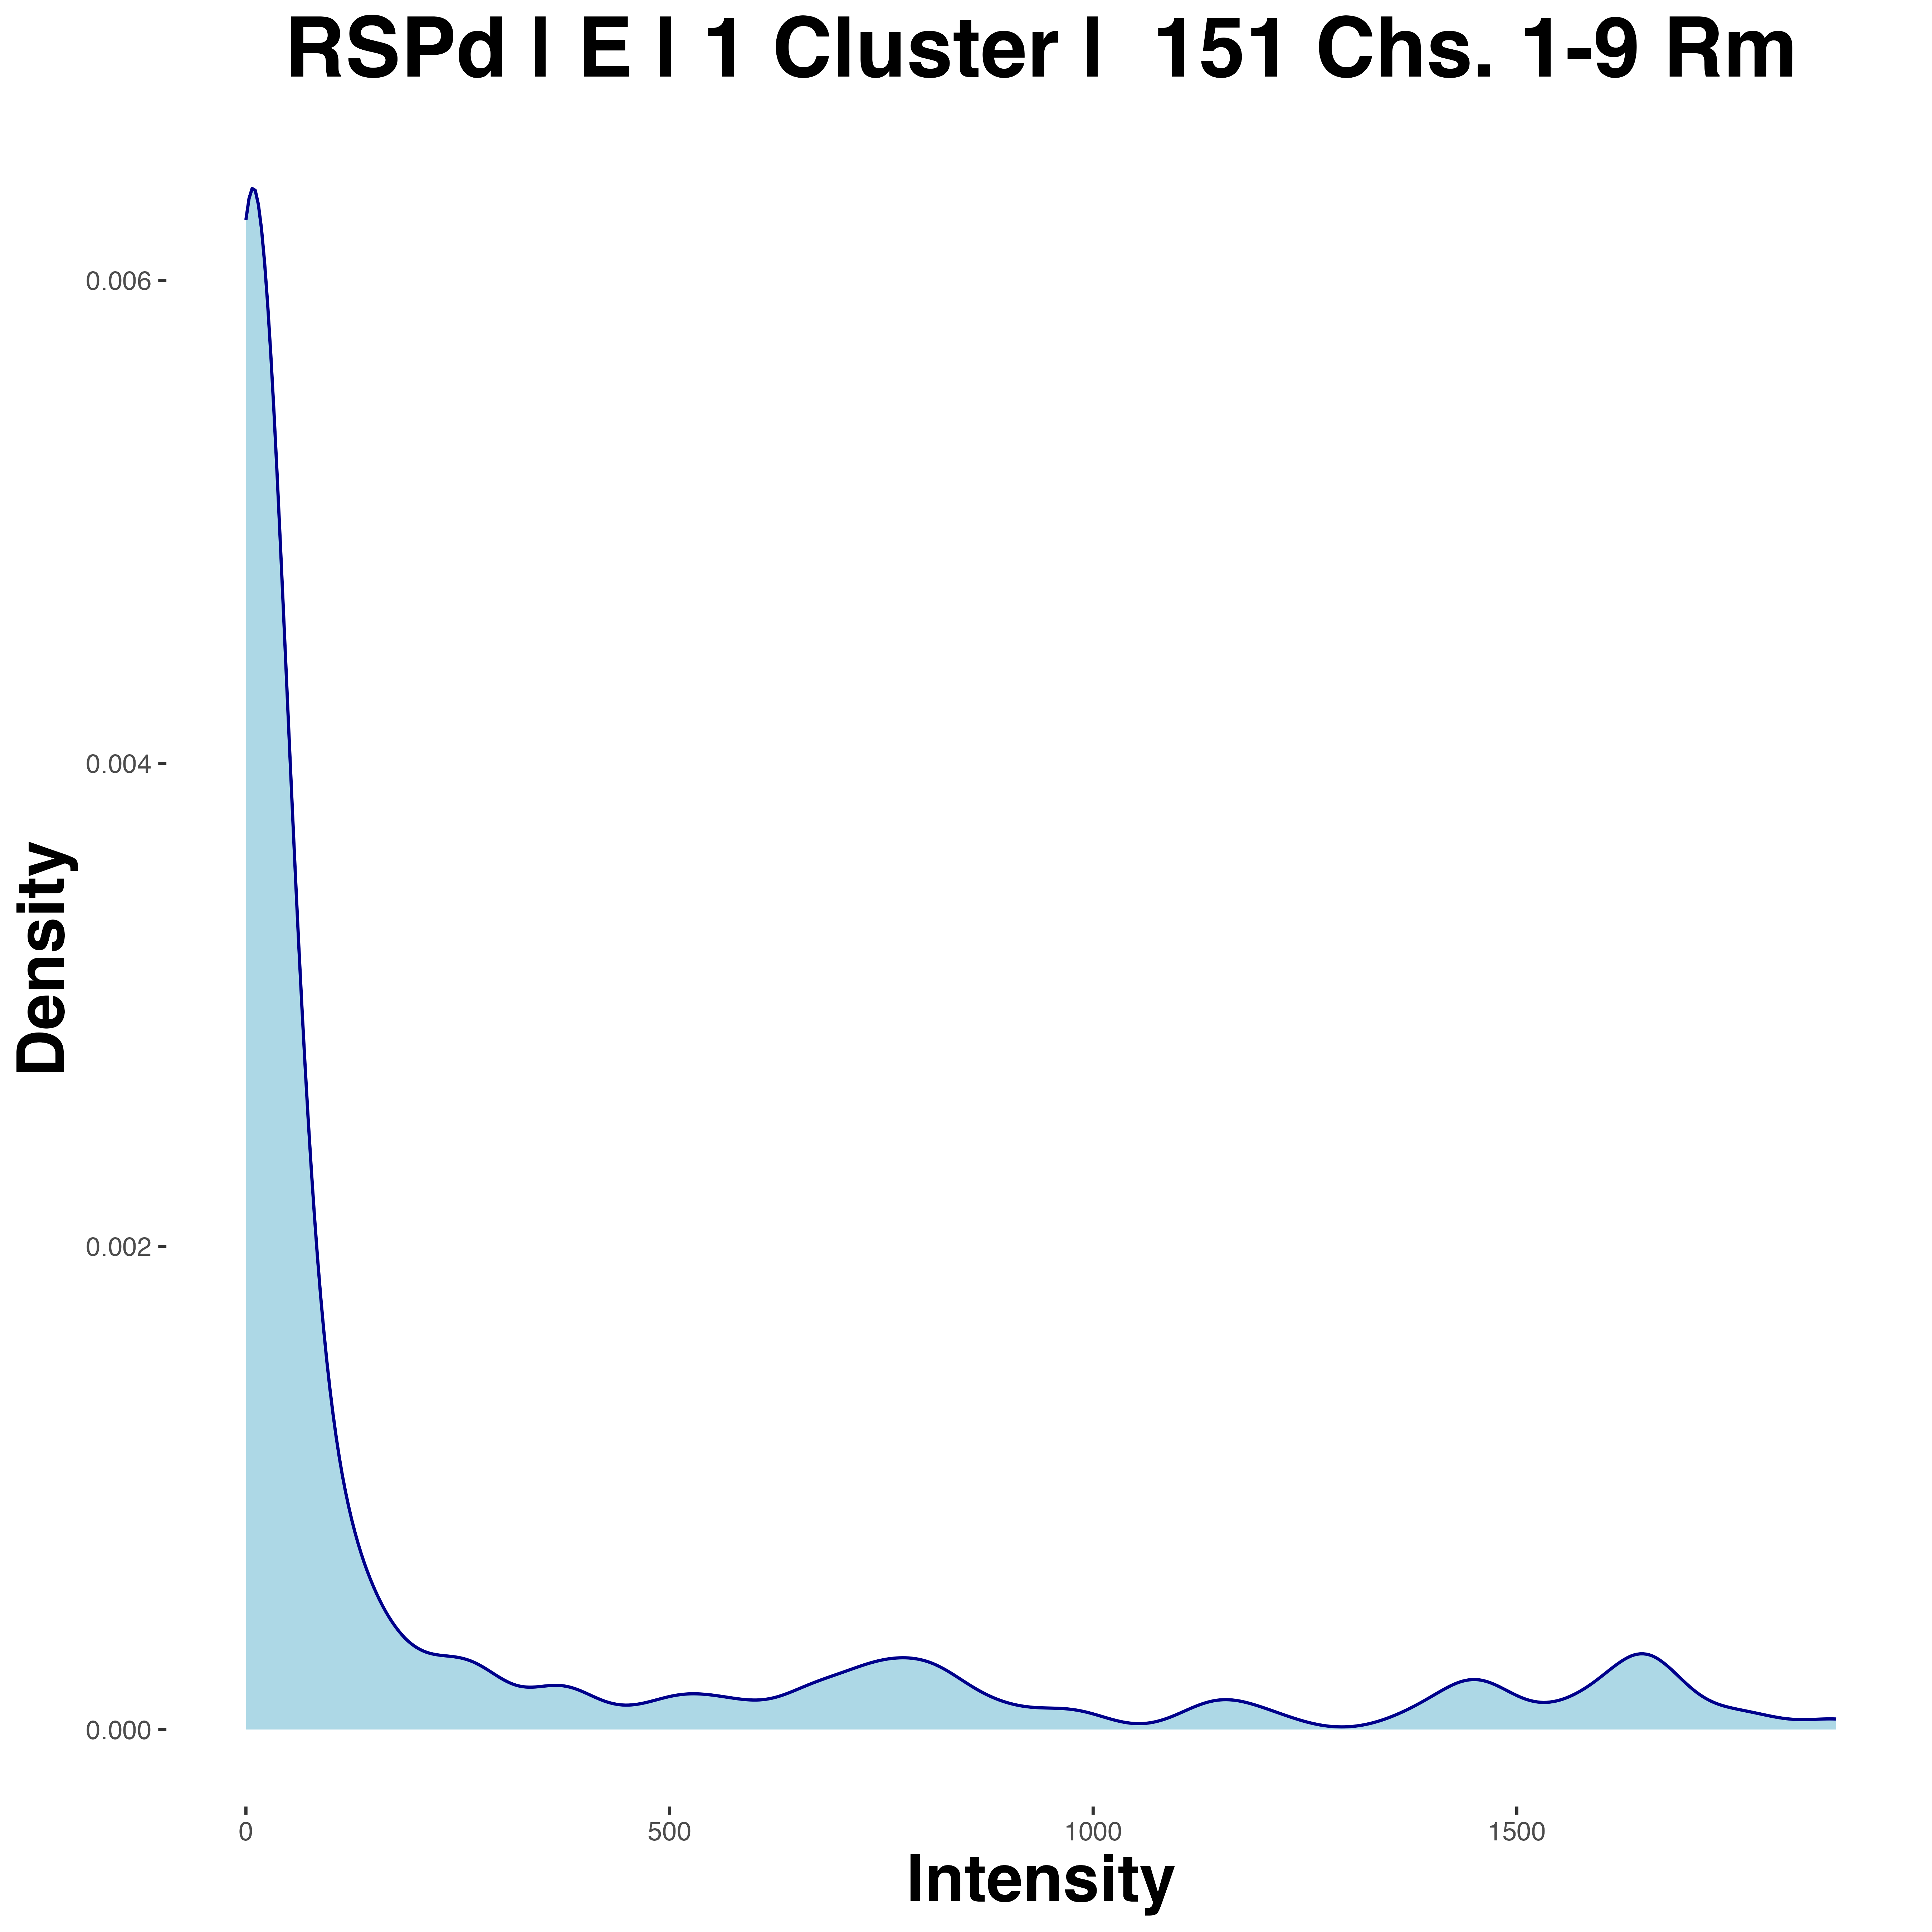 RSPd | E | 1 Cluster |  151 Chs. 1-9 Rm
Density
0.006
0.004
0.002
0.000
0
500
1000
1500
Intensity